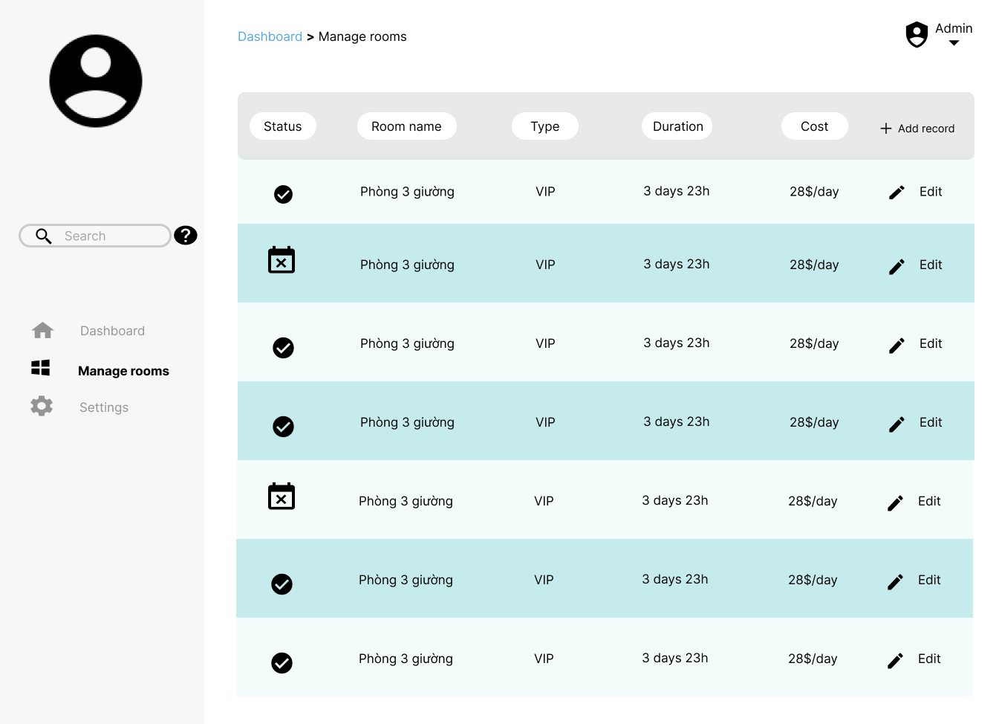 Dashboard > Manage rooms
Admin
Search
Dashboard
Manage rooms
Settings
Status Room name Type Duration Cost + Add record
Phòng 3 giường VIP 3 days 23h 28$/day Edit
Phòng 3 giường VIP 3 days 23h 28$/day Edit
Phòng 3 giường VIP 3 days 23h 28$/day Edit
Phòng 3 giường VIP 3 days 23h 28$/day Edit
Phòng 3 giường VIP 3 days 23h 28$/day Edit
Phòng 3 giường VIP 3 days 23h 28$/day Edit
Phòng 3 giường VIP 3 days 23h 28$/day Edit